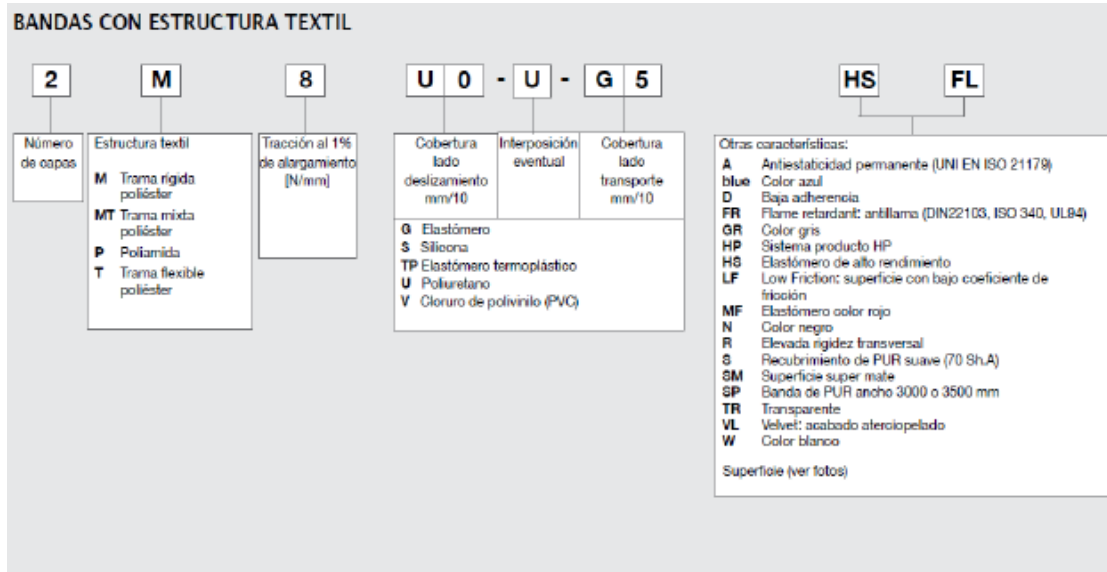 BANDAS CON ESTRUCTURA TEXTIL
2 M 8 U 0 - U - G 5 HS FL
Número
de capas
Estructura textil
M Trama rígida
poliéster
MT Trama mixta
poliéster
P Poliamida
T Trama flexible
poliéster
Tracción al 1%
de alargamiento
[N/mm]
Cobertura
lado
deslizamiento
mm/10
Interposición
eventual
Cobertura
lado
transporte
mm/10
G Elastómero
S Silicona
TP Elastómero termoplástico
U Poliuretano
V Cloruro de polivinilo (PVC)
Otras características:
A Antiestaticidad permanente (UNI EN ISO 21179)
blue Color azul
D Baja adherencia
FR Flame retardant: antillama (DIN22103, ISO 340, UL94)
GR Color gris
HP Sistema producto HP
HS Elastómero de alto rendimiento
LF Low Friction: superficie con bajo coeficiente de
fricción
MF Elastómero color rojo
N Color negro
R Elevada rigidez transversal
S Recubrimiento de PUR suave (70 Sh.A)
SM Superficie super mate
SP Banda de PUR ancho 3000 o 3500 mm
TR Transparente
VL Velvet: acabado aterciopelado
W Color blanco
Superficie (ver fotos)